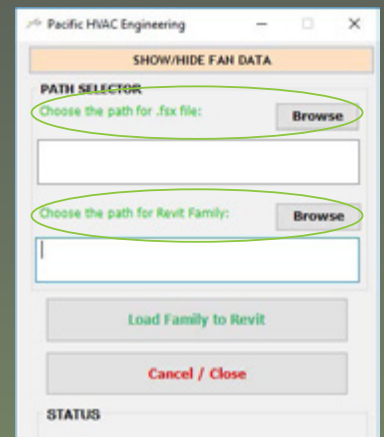 Pacific HVAC Engineering
SHOW/HIDE FAN DATA
PATH SELECTOR
Choose the path for .fsx file:
Browse
Choose the path for Revit Family:
Browse
Load Family to Revit
Cancel / Close
STATUS